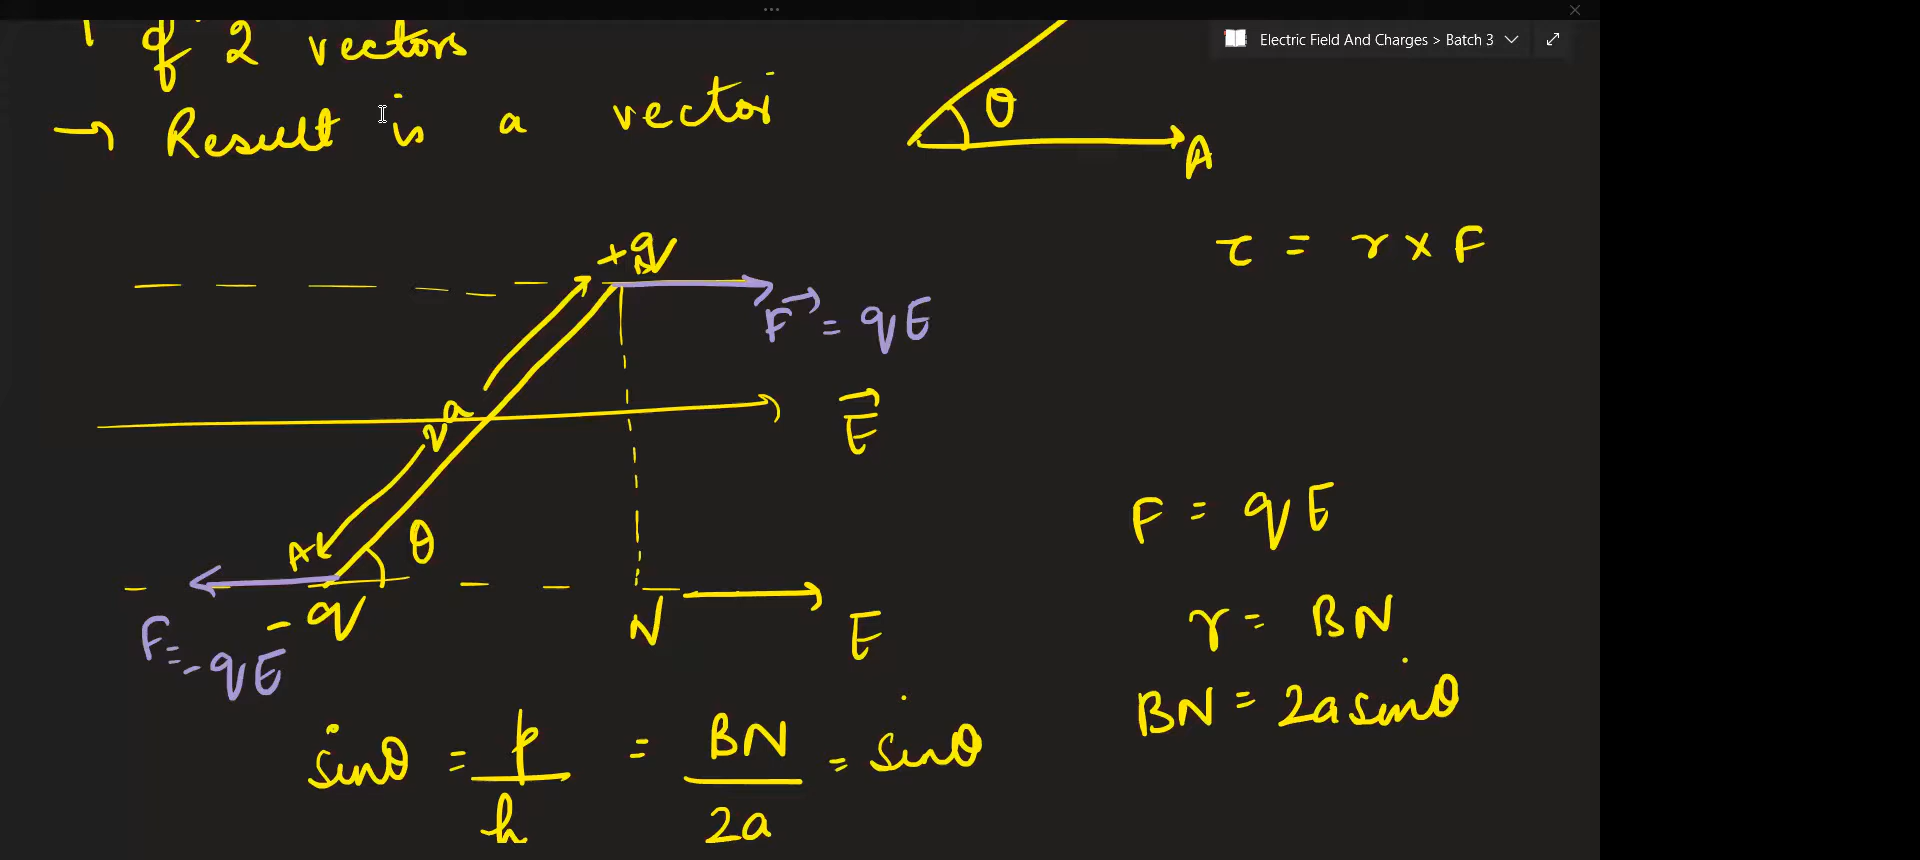 of 2 vectors
Electric Field And Charges > Batch 3
→ Result is a vector
θ
A
+q
B
τ = r × F
F⃗ = qE
2a
E⃗
F = qE
A
θ
-q
N
E
r = BN
F = -qE
BN = 2a sinθ
sinθ = p/h = BN/2a = sinθ